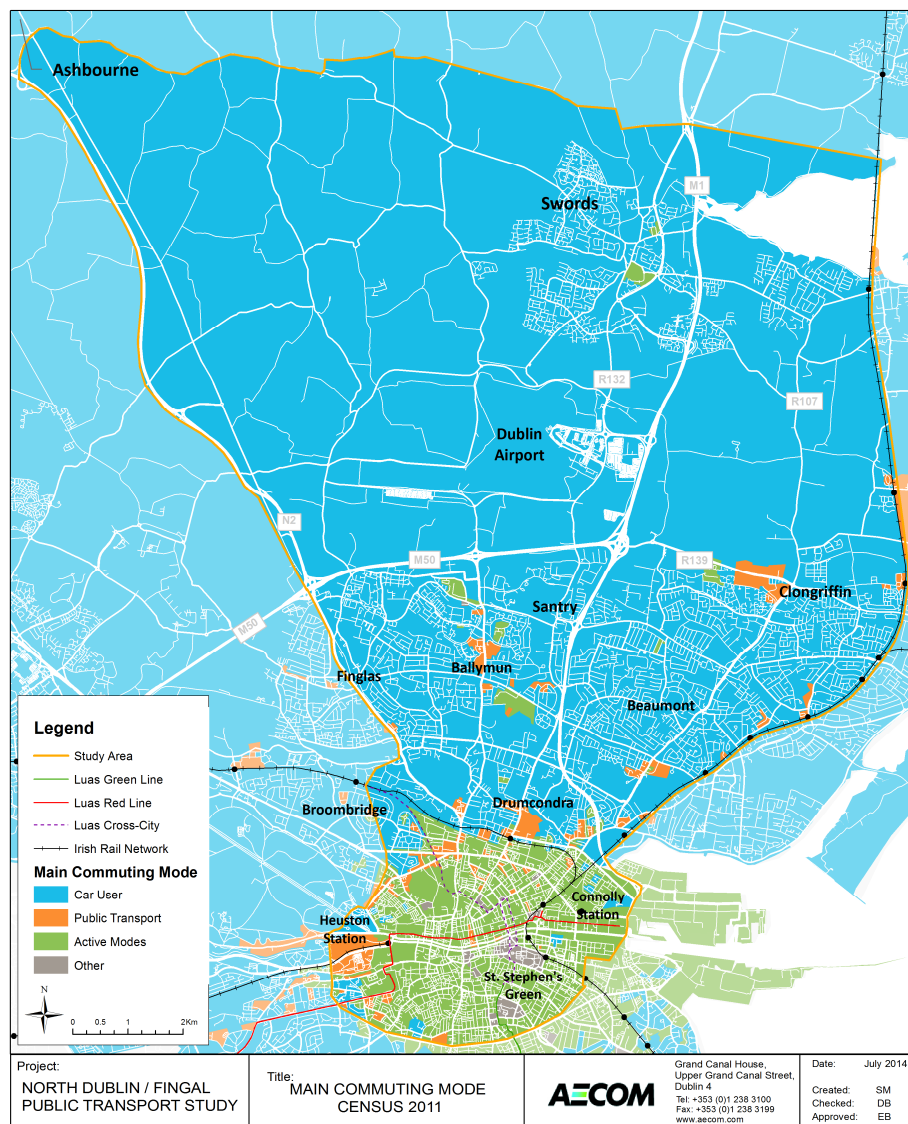 Ashbourne
Swords
M1
R132
R107
Dublin
Airport
N2
M50
R139
Clongriffin
Santry
M50
Ballymun
Finglas
Beaumont
Broombridge
Drumcondra
Connolly
Station
Heuston
Station
St. Stephen's
Green
Legend
Study Area
Luas Green Line
Luas Red Line
Luas Cross-City
Irish Rail Network
Main Commuting Mode
Car User
Public Transport
Active Modes
Other
N
0 0.5 1 2Km
Project:
NORTH DUBLIN / FINGAL
PUBLIC TRANSPORT STUDY
Title:
MAIN COMMUTING MODE
CENSUS 2011
AECOM
Grand Canal House,
Upper Grand Canal Street,
Dublin 4
Tel: +353 (0)1 238 3100
Fax: +353 (0)1 238 3199
www.aecom.com
Date: July 2014
Created: SM
Checked: DB
Approved: EB